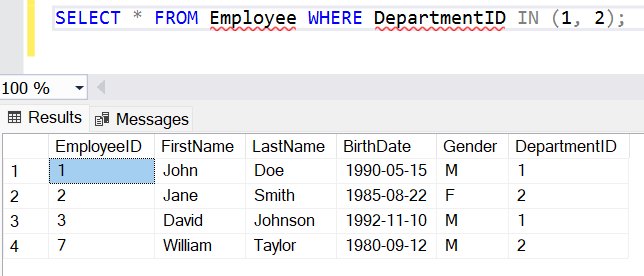 SELECT * FROM Employee WHERE DepartmentID IN (1, 2);
100 %
Results Messages
EmployeeID FirstName LastName BirthDate Gender DepartmentID
1 1 John Doe 1990-05-15 M 1
2 2 Jane Smith 1985-08-22 F 2
3 3 David Johnson 1992-11-10 M 1
4 7 William Taylor 1980-09-12 M 2